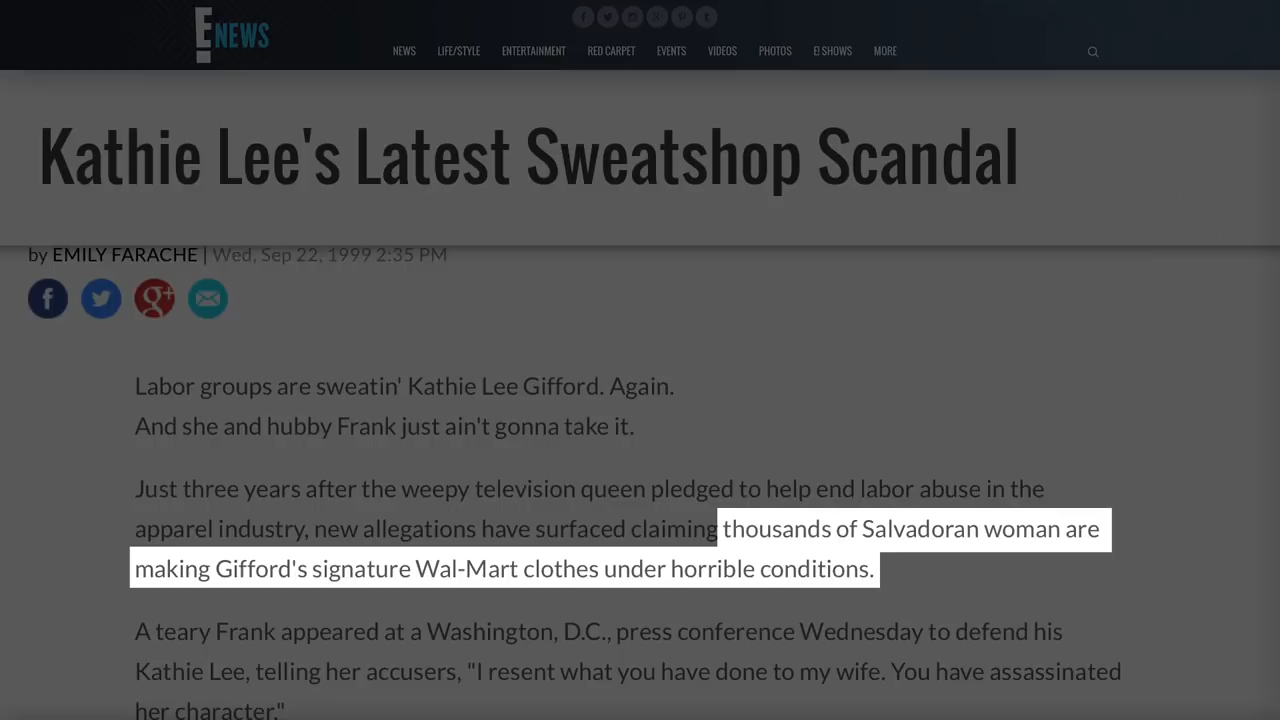 E! NEWS
NEWS LIFE/STYLE ENTERTAINMENT RED CARPET EVENTS VIDEOS PHOTOS E! SHOWS MORE
Kathie Lee's Latest Sweatshop Scandal
by EMILY FARACHE | Wed, Sep 22, 1999 2:35 PM
Labor groups are sweatin' Kathie Lee Gifford. Again.
And she and hubby Frank just ain't gonna take it.
Just three years after the weepy television queen pledged to help end labor abuse in the
apparel industry, new allegations have surfaced claiming thousands of Salvadoran woman are
making Gifford's signature Wal-Mart clothes under horrible conditions.
A teary Frank appeared at a Washington, D.C., press conference Wednesday to defend his
Kathie Lee, telling her accusers, "I resent what you have done to my wife. You have assassinated
her character."